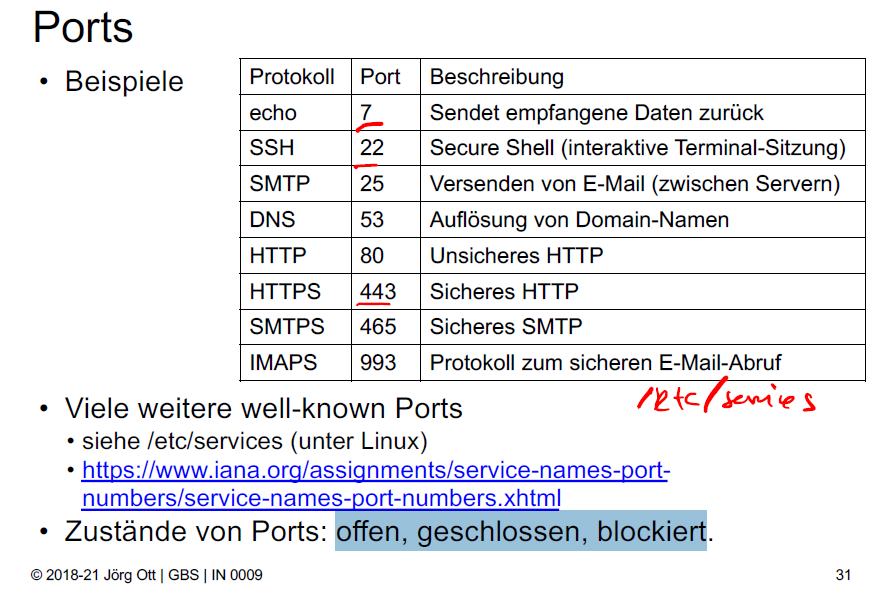 Ports
• Beispiele
Protokoll Port Beschreibung
echo 7 Sendet empfangene Daten zurück
SSH 22 Secure Shell (interaktive Terminal-Sitzung)
SMTP 25 Versenden von E-Mail (zwischen Servern)
DNS 53 Auflösung von Domain-Namen
HTTP 80 Unsicheres HTTP
HTTPS 443 Sicheres HTTP
SMTPS 465 Sicheres SMTP
IMAPS 993 Protokoll zum sicheren E-Mail-Abruf
/etc/services
• Viele weitere well-known Ports
• siehe /etc/services (unter Linux)
• https://www.iana.org/assignments/service-names-port-
numbers/service-names-port-numbers.xhtml
• Zustände von Ports: offen, geschlossen, blockiert.
© 2018-21 Jörg Ott | GBS | IN 0009 31